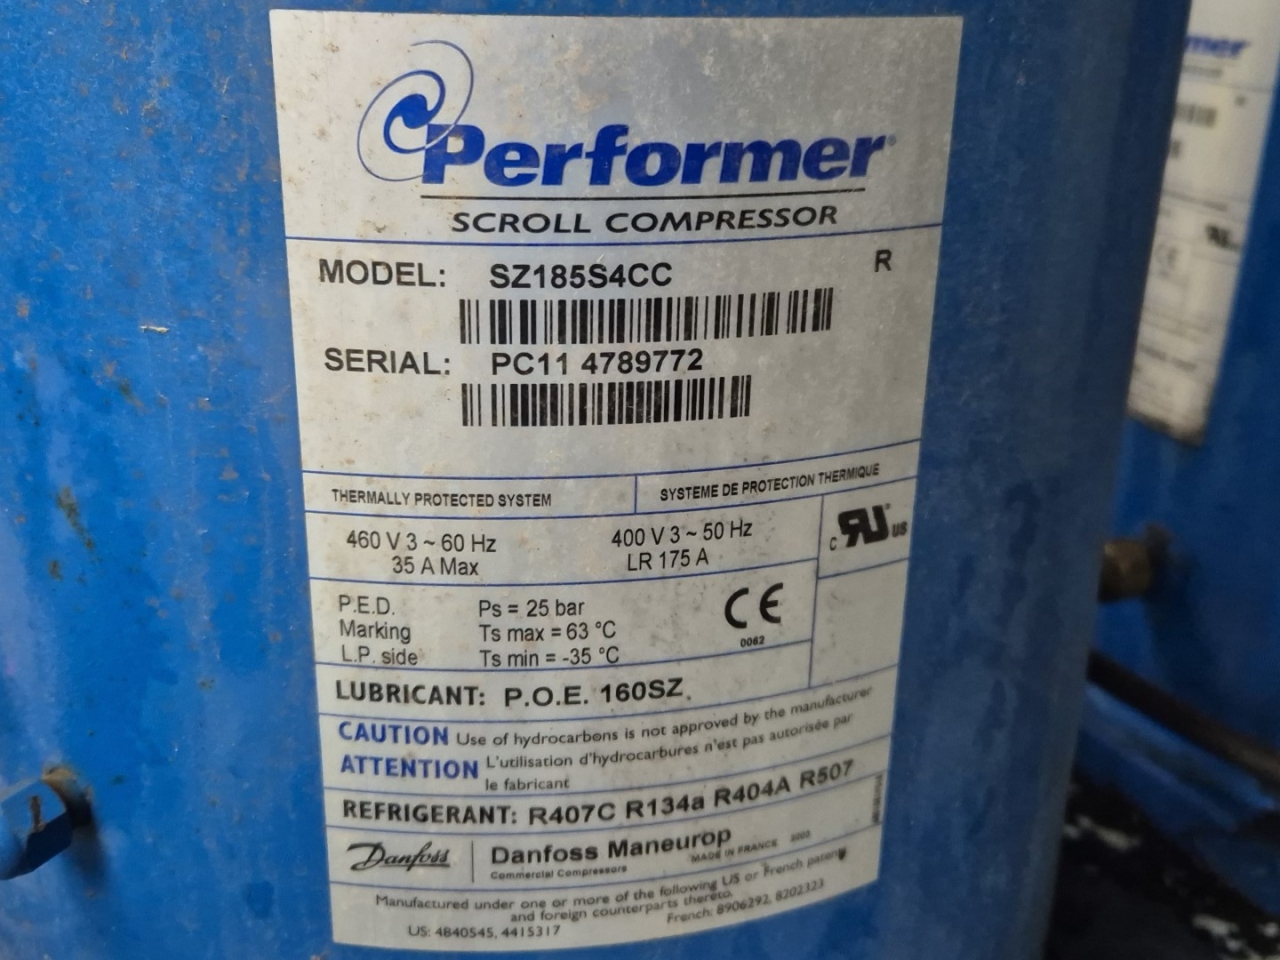 Performer
SCROLL COMPRESSOR
MODEL: SZ185S4CC R
SERIAL: PC11 4789772
THERMALLY PROTECTED SYSTEM SYSTEME DE PROTECTION THERMIQUE
460 V 3 ~ 60 Hz 400 V 3 ~ 50 Hz
35 A Max LR 175 A
c RU US
P.E.D. Ps = 25 bar
Marking Ts max = 63 °C
L.P. side Ts min = -35 °C
CE
0062
LUBRICANT: P.O.E. 160SZ
CAUTION Use of hydrocarbons is not approved by the manufacturer
ATTENTION L'utilisation d'hydrocarbures n'est pas autorisée par
le fabricant
REFRIGERANT: R407C R134a R404A R507
Danfoss Danfoss Maneurop MADE IN FRANCE
Commercial Compressors
Manufactured under one or more of the following US or French patents
and foreign counterparts thereto.
US: 4840545, 4415317 French: 8906292, 8202323
mer